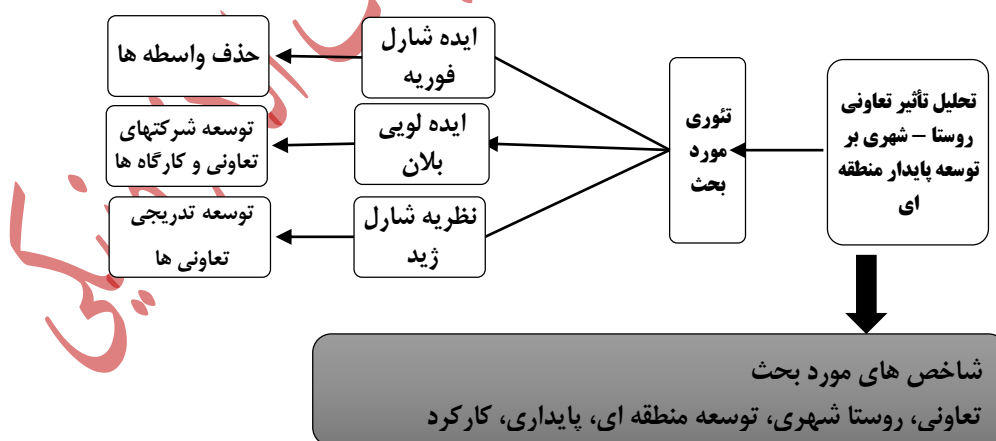 تحلیل تأثیر تعاونی
روستا – شهری بر
توسعه پایدار منطقه
ای
تئوری
مورد
بحث
ایده شارل
فوریه
حذف واسطه ها
ایده لویی
بلان
توسعه شرکتهای
تعاونی و کارگاه ها
نظریه شارل
ژید
توسعه تدریجی
تعاونی ها
شاخص های مورد بحث
تعاونی، روستا شهری، توسعه منطقه ای، پایداری، کارکرد